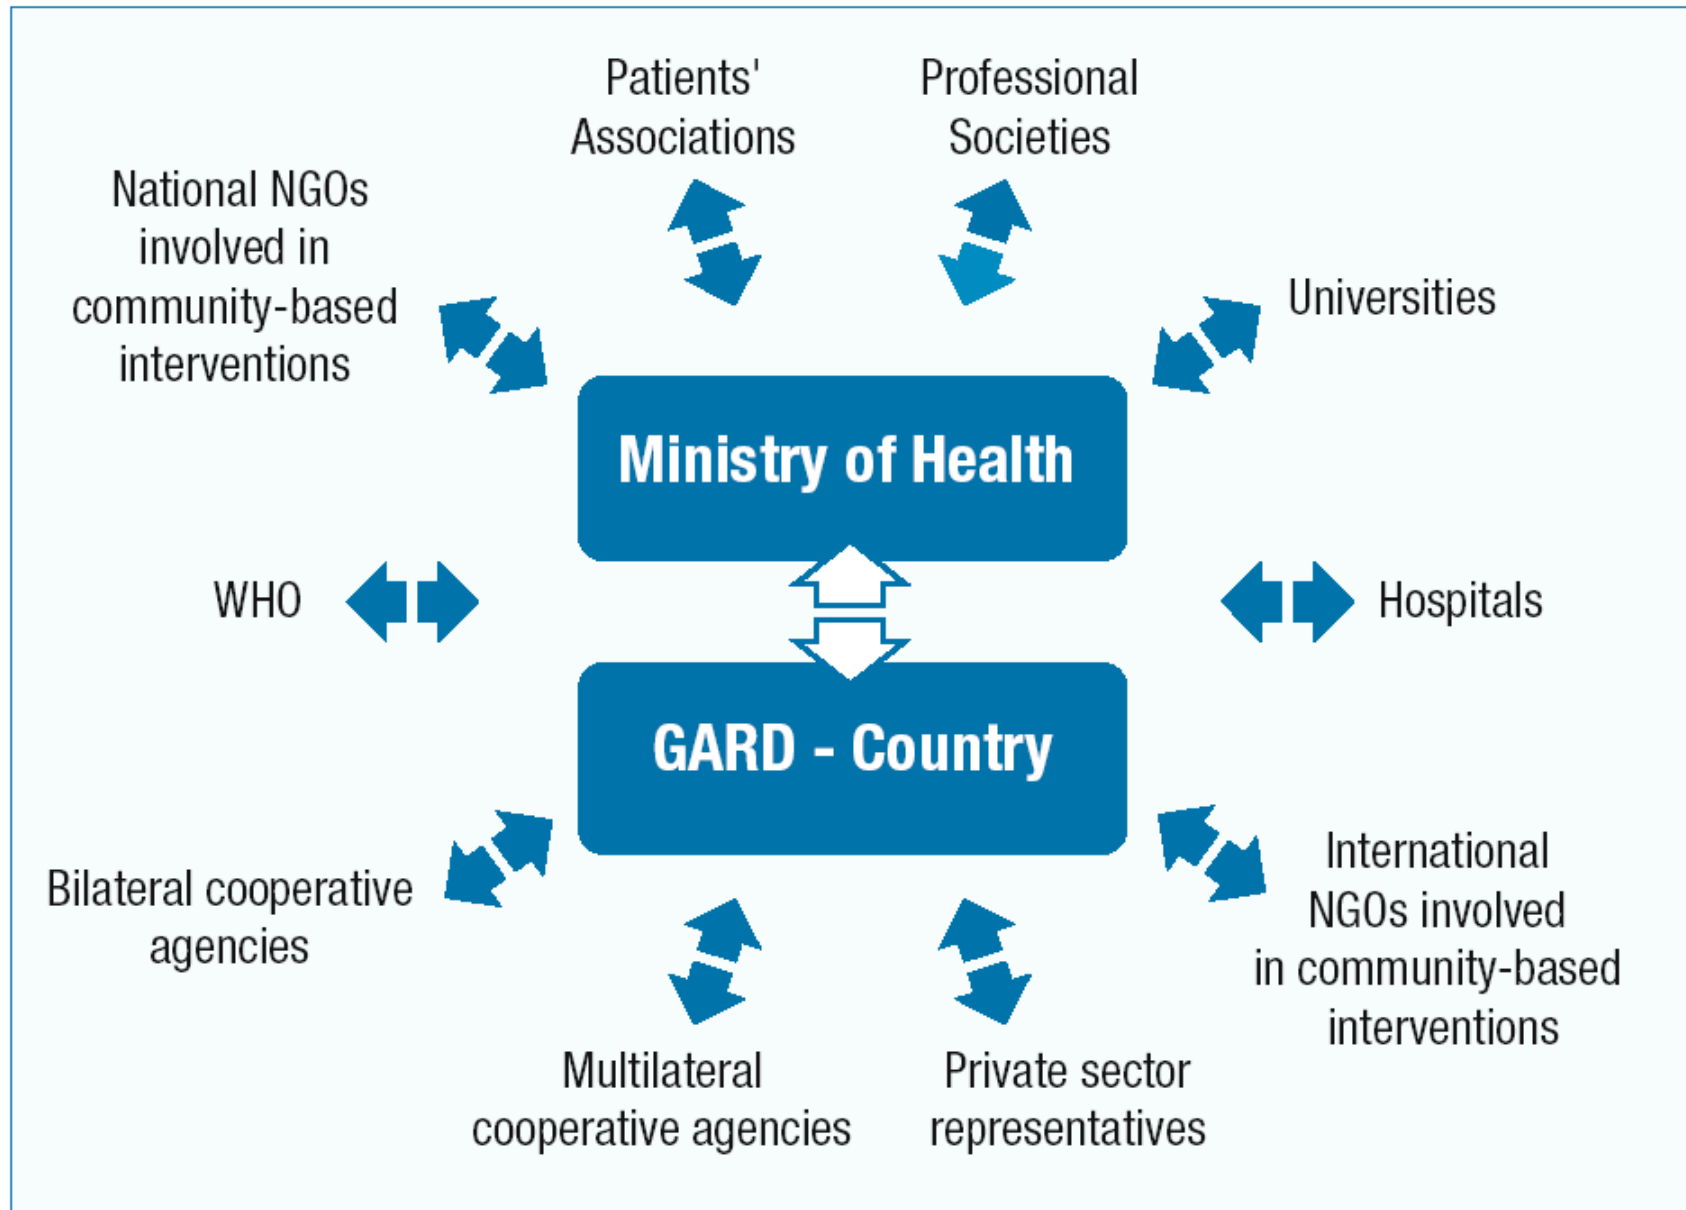 Patients'
Associations
Professional
Societies
National NGOs
involved in
community-based
interventions
Universities
Ministry of Health
WHO
Hospitals
GARD - Country
Bilateral cooperative
agencies
International
NGOs involved
in community-based
interventions
Multilateral
cooperative agencies
Private sector
representatives